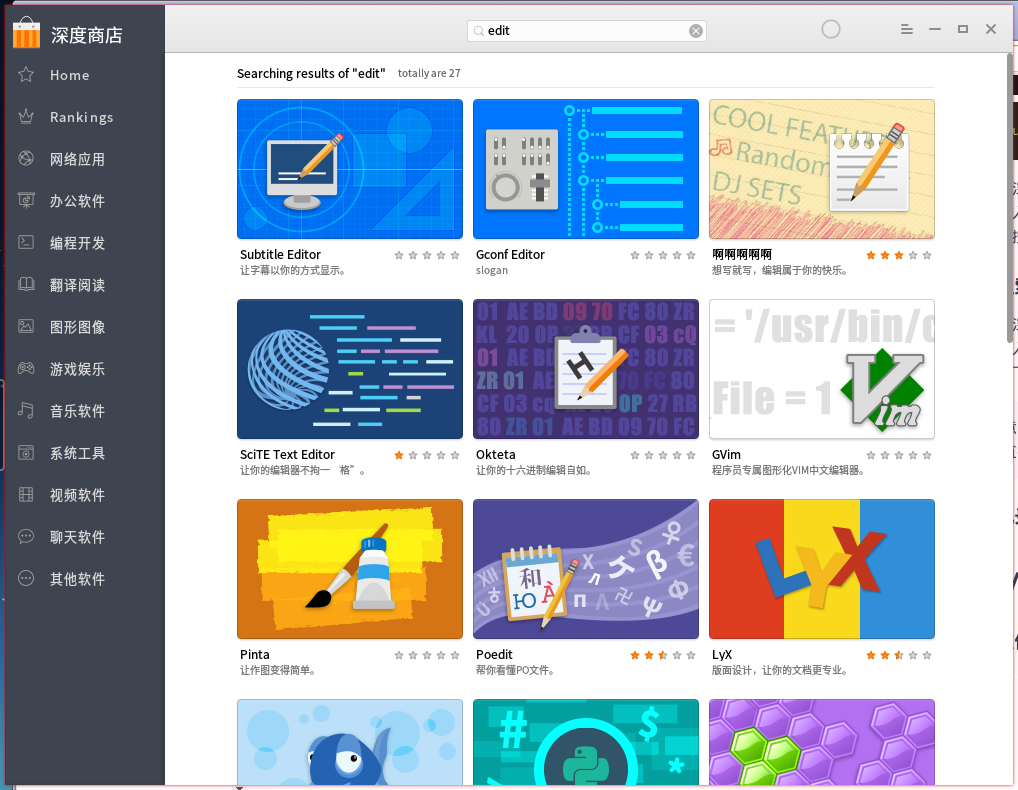 深度商店
edit
Home
Rankings
网络应用
办公软件
编程开发
翻译阅读
图形图像
游戏娱乐
音乐软件
系统工具
视频软件
聊天软件
其他软件
Searching results of "edit" totally are 27
COOL FEATU
Random
DJ SETS
Subtitle Editor
让字幕以你的方式显示。
Gconf Editor
slogan
啊啊啊啊啊
想写就写，编辑属于你的快乐。
01 AE BD 09 70 FC 80 ZR
KL 20 0P CF 03 cQ
01 AE B 80 ZR
ZR 01 AE 70 FC 80
CF 03 cq 0P 27 RB
80 ZR 01 AE BD 09 70 FC
H
= '/usr/bin/c
File = 1
Vim
SciTE Text Editor
让你的编辑器不拘一“格”。
Okteta
让你的十六进制编辑自如。
GVim
程序员专属图形化VIM中文编辑器。
和
Ю À
LYX
Pinta
让作图变得简单。
Poedit
帮你看懂PO文件。
LyX
版面设计，让你的文档更专业。
# $
*